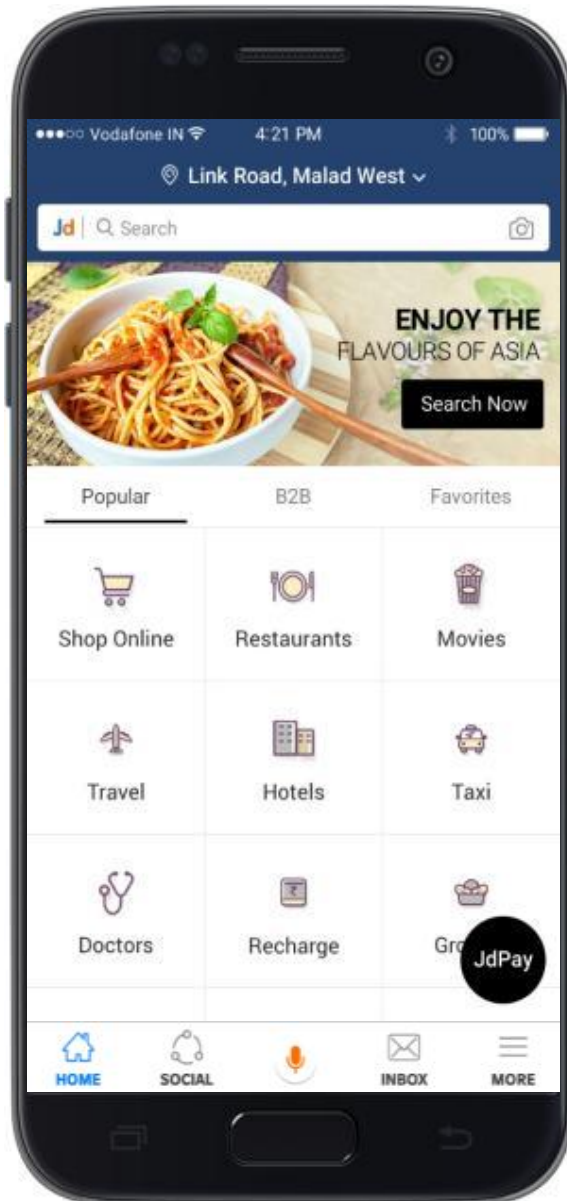 Vodafone IN 4:21 PM 100%
Link Road, Malad West
Jd Search
ENJOY THE
FLAVOURS OF ASIA
Search Now
Popular B2B Favorites
Shop Online Restaurants Movies
Travel Hotels Taxi
Doctors Recharge
JdPay
HOME SOCIAL INBOX MORE